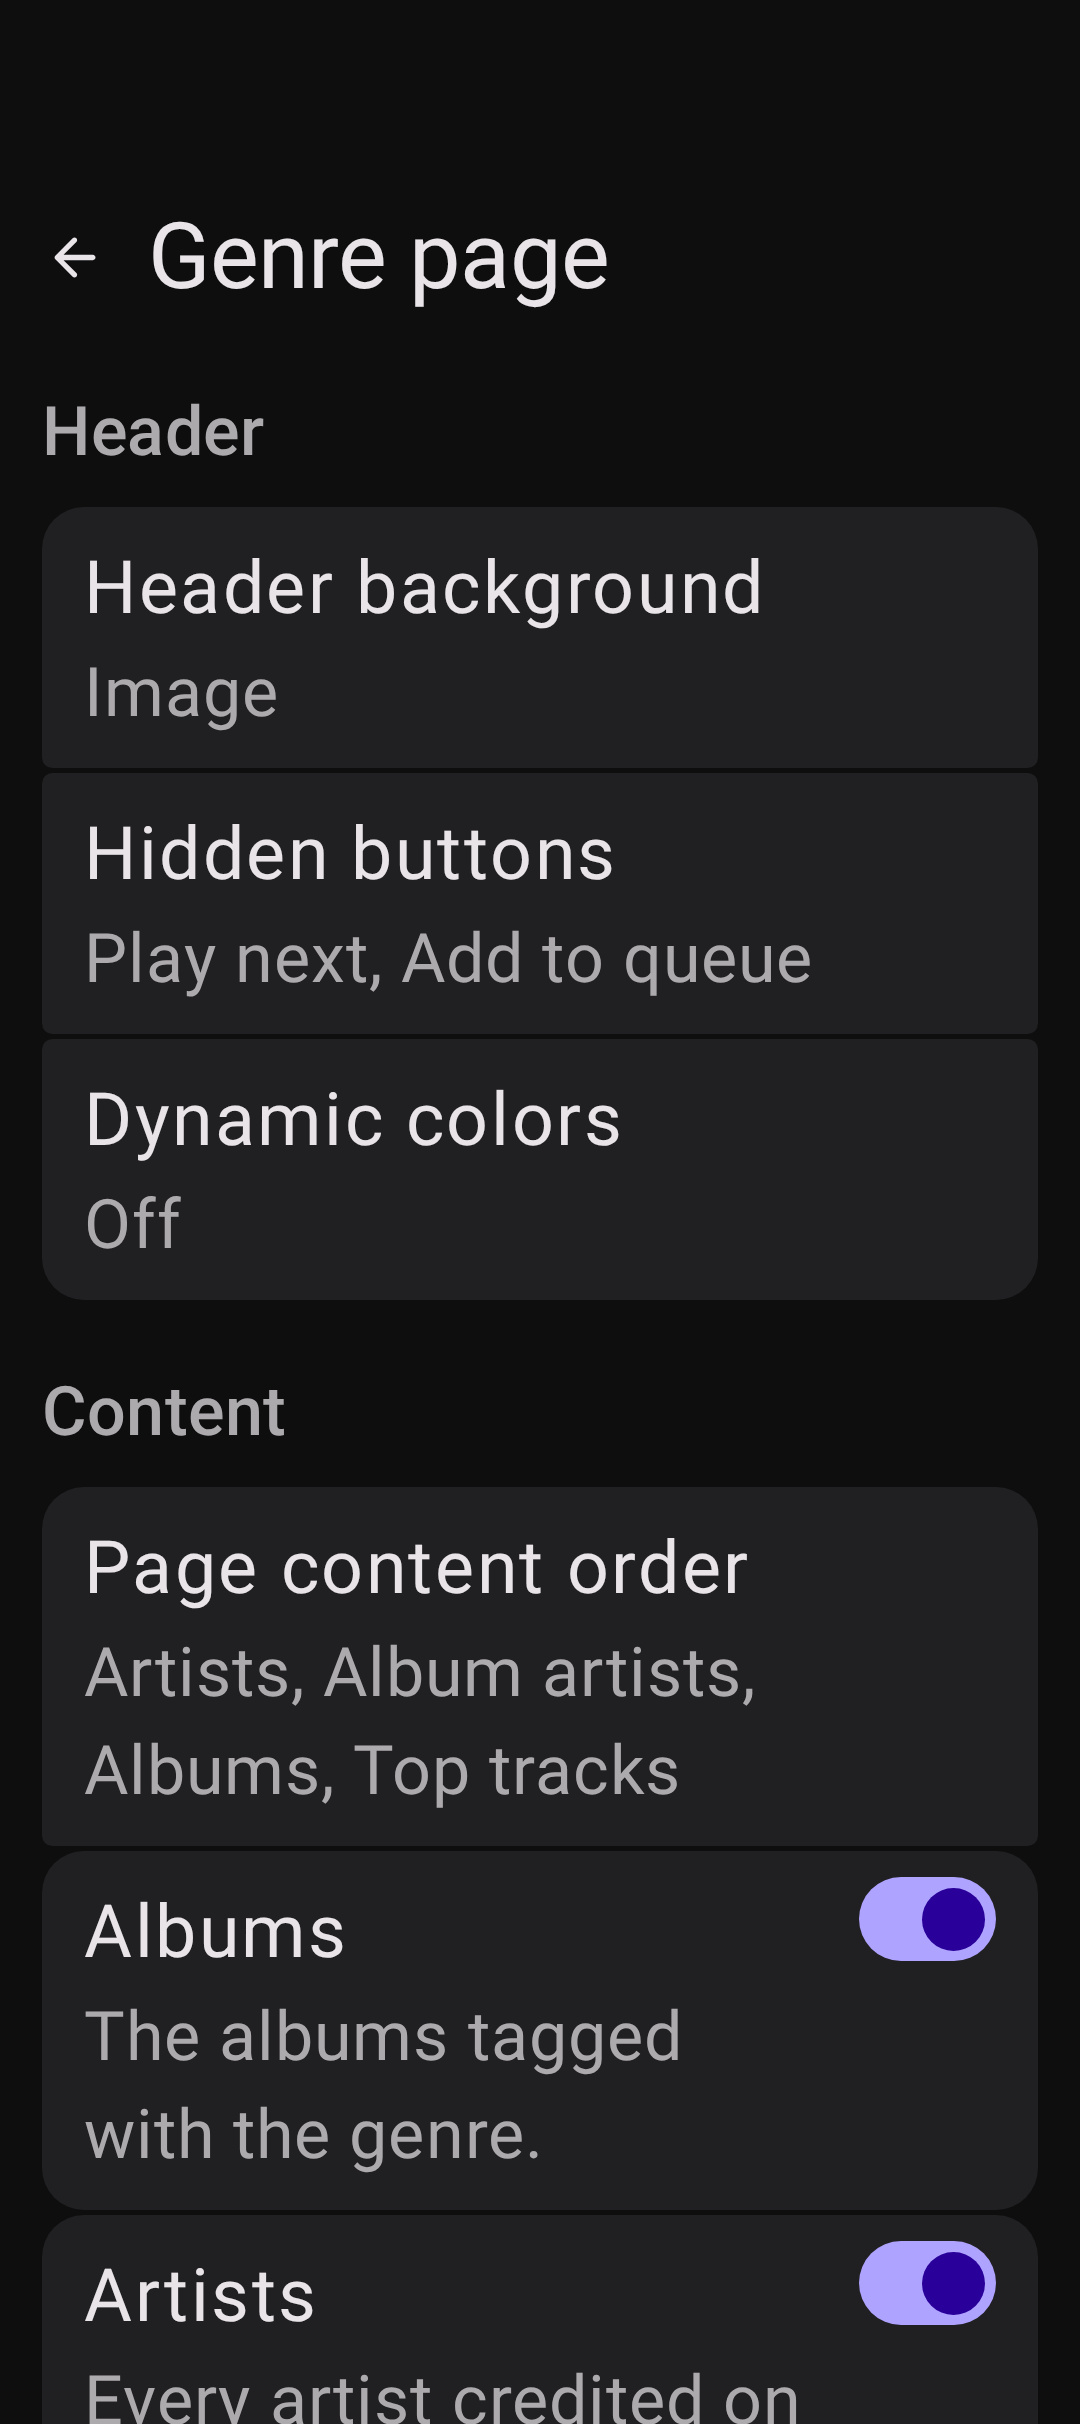 Genre page
Header
Header background
Image
Hidden buttons
Play next, Add to queue
Dynamic colors
Off
Content
Page content order
Artists, Album artists,
Albums, Top tracks
Albums
The albums tagged
with the genre.
Artists
Every artist credited on